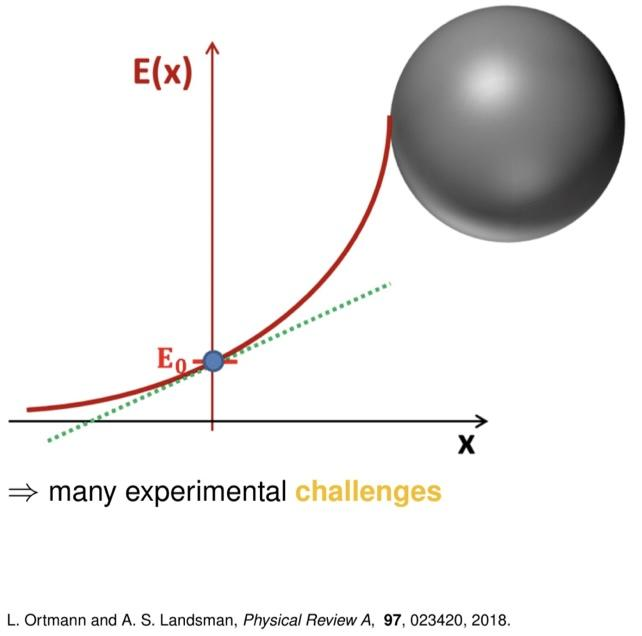 E(x)
E₀
x
⇒ many experimental challenges
L. Ortmann and A. S. Landsman, Physical Review A, 97, 023420, 2018.